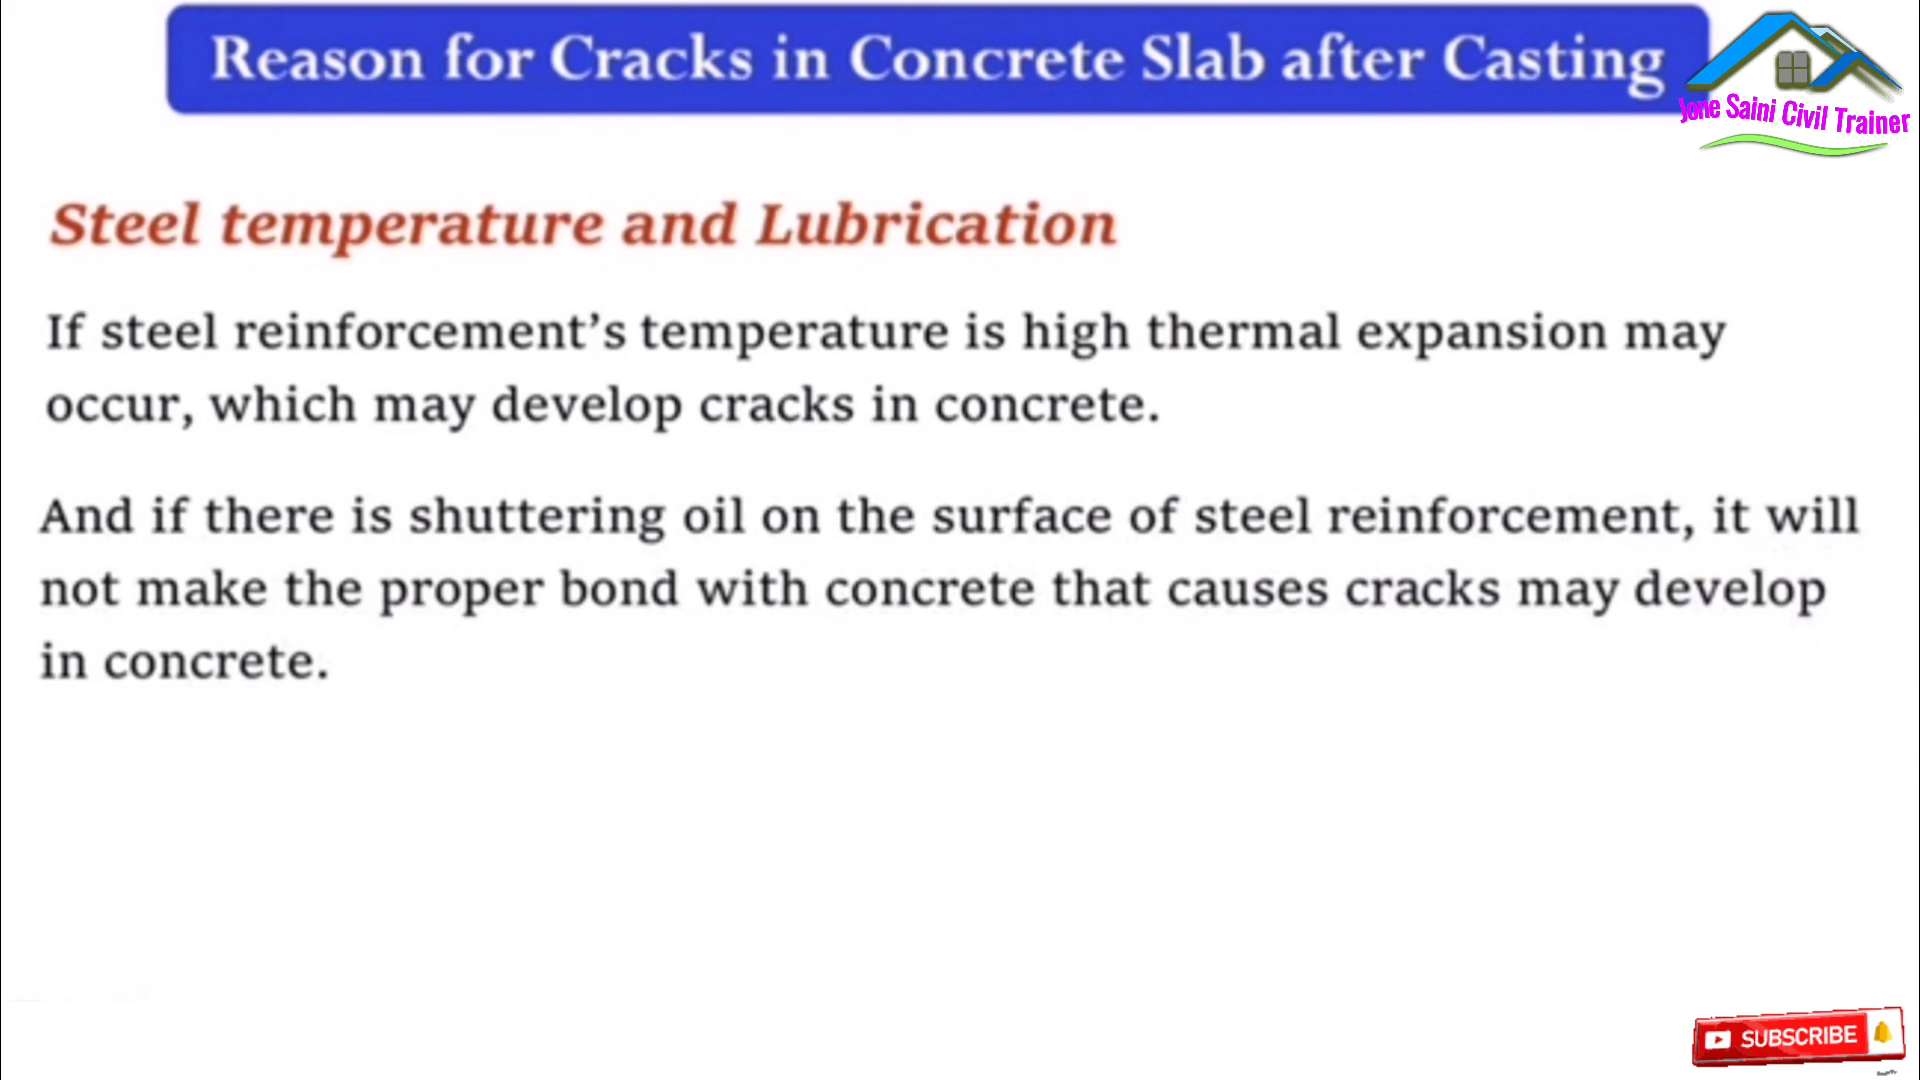 Reason for Cracks in Concrete Slab after Casting
Jone Saini Civil Trainer
Steel temperature and Lubrication
If steel reinforcement’s temperature is high thermal expansion may
occur, which may develop cracks in concrete.
And if there is shuttering oil on the surface of steel reinforcement, it will
not make the proper bond with concrete that causes cracks may develop
in concrete.
SUBSCRIBE